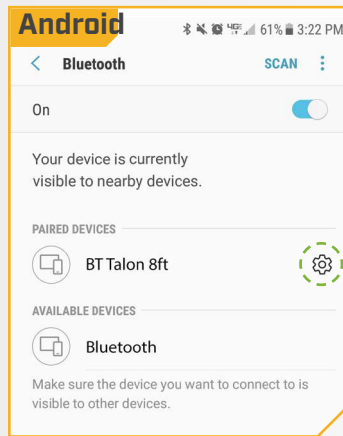 Android
4GE 61% 3:22 PM
Bluetooth SCAN
On
Your device is currently
visible to nearby devices.
PAIRED DEVICES
BT Talon 8ft
AVAILABLE DEVICES
Bluetooth
Make sure the device you want to connect to is
visible to other devices.